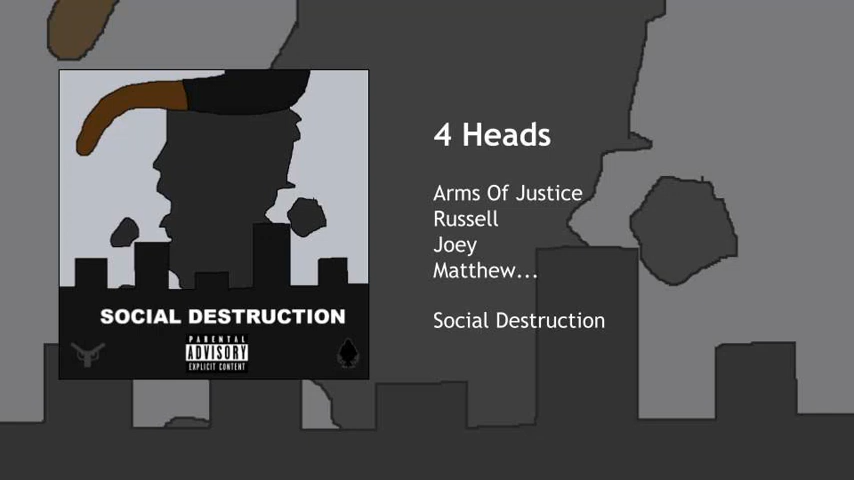 SOCIAL DESTRUCTION
PARENTAL
ADVISORY
EXPLICIT CONTENT
4 Heads
Arms Of Justice
Russell
Joey
Matthew...
Social Destruction